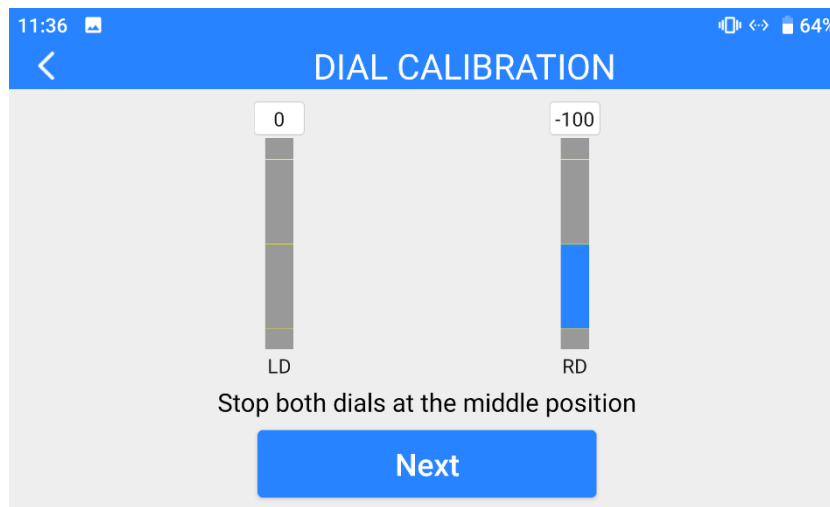 11:36 64%
DIAL CALIBRATION
0 -100
LD RD
Stop both dials at the middle position
Next